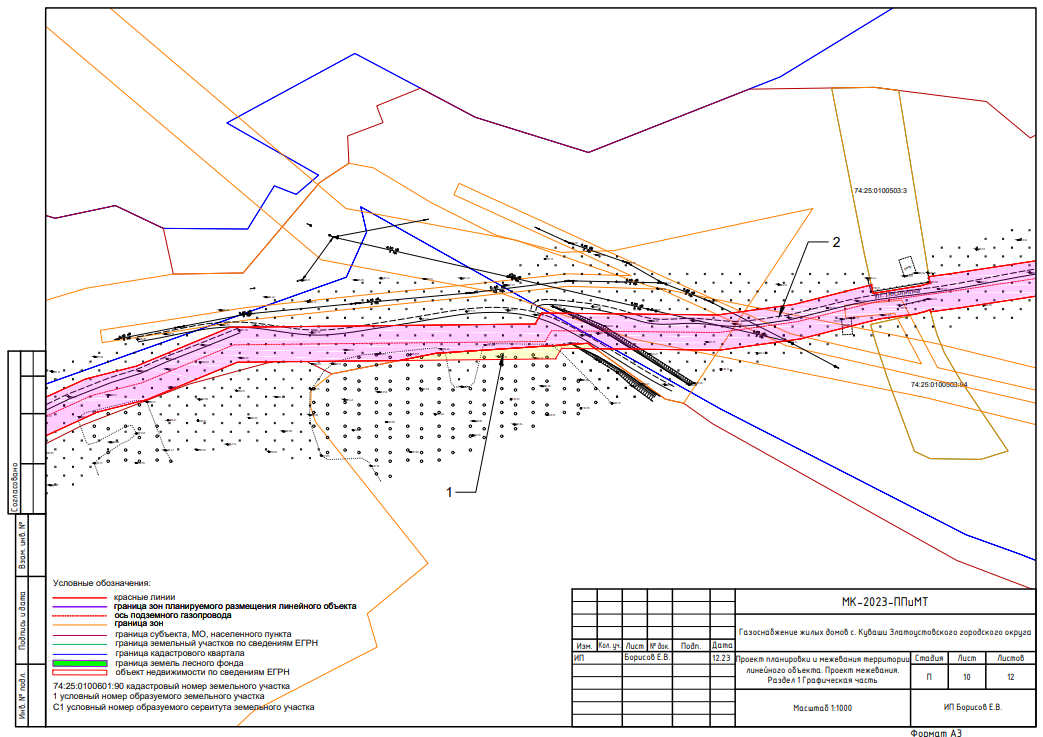 74:25:0100503:3
2
74:25:0100503:84
1
Согласовано
Взам. инв. №
Подпись и дата
Инв. № подл.
Условные обозначения:
красные линии
граница зон планируемого размещения линейного объекта
ось подземного газопровода
граница зон
граница субъекта, МО, населенного пункта
граница земельный участков по сведениям ЕГРН
граница кадастрового квартала
граница земель лесного фонда
объект недвижимости по сведениям ЕГРН
74:25:0100601:90 кадастровый номер земельного участка
1 условный номер образуемого земельного участка
С1 условный номер образуемого сервитута земельного участка
МК-2023-ППиМТ
Газоснабжение жилых домов с. Куваши Златоустовского городского округа
Изм. Кол. уч. Лист № док. Подп. Дата
ИП Борисов Е.В. 12.23
Проект планировки и межевания территории линейного объекта. Проект межевания. Раздел 1 Графическая часть
Стадия Лист Листов
П 10 12
Масштаб 1:1000
ИП Борисов Е.В.
Формат А3